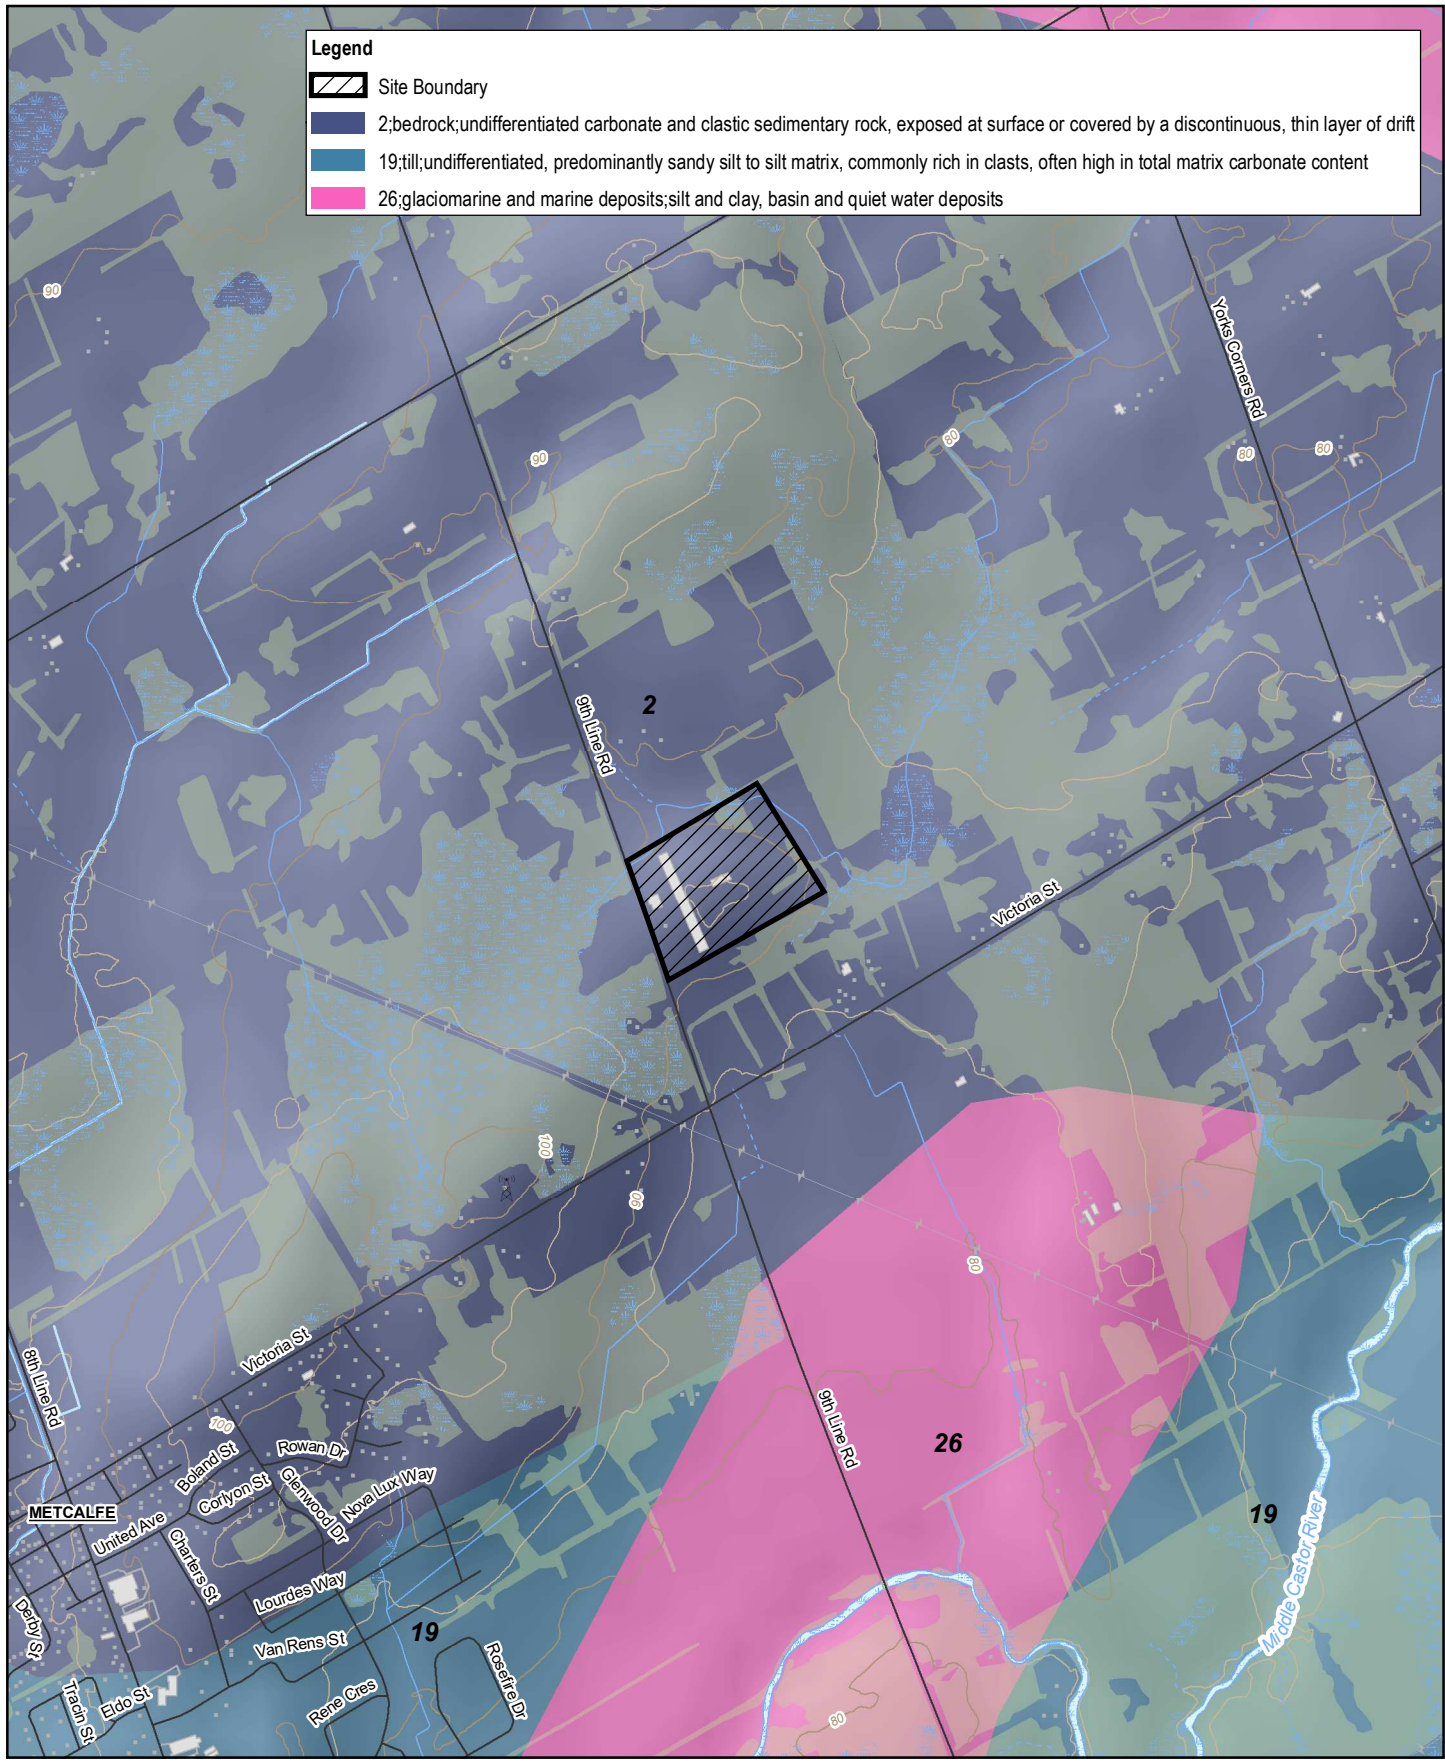 Legend
Site Boundary
2;bedrock;undifferentiated carbonate and clastic sedimentary rock, exposed at surface or covered by a discontinuous, thin layer of drift
19;till;undifferentiated, predominantly sandy silt to silt matrix, commonly rich in clasts, often high in total matrix carbonate content
26;glaciomarine and marine deposits;silt and clay, basin and quiet water deposits
90
Yorks Corners Rd
90
80
80
80
2
9th Line Rd
Victoria St
100
90
80
Victoria St
8th Line Rd
100
Rowan Dr
Boland St
Corlyon St
Glenwood Dr
Nova Lux Way
9th Line Rd
26
METCALFE
United Ave
Charters St
19
Middle Castor River
Lourdes Way
Derby St
19
Van Rens St
Rosefire Dr
Tracin St
Eldo St
Rene Cres
80